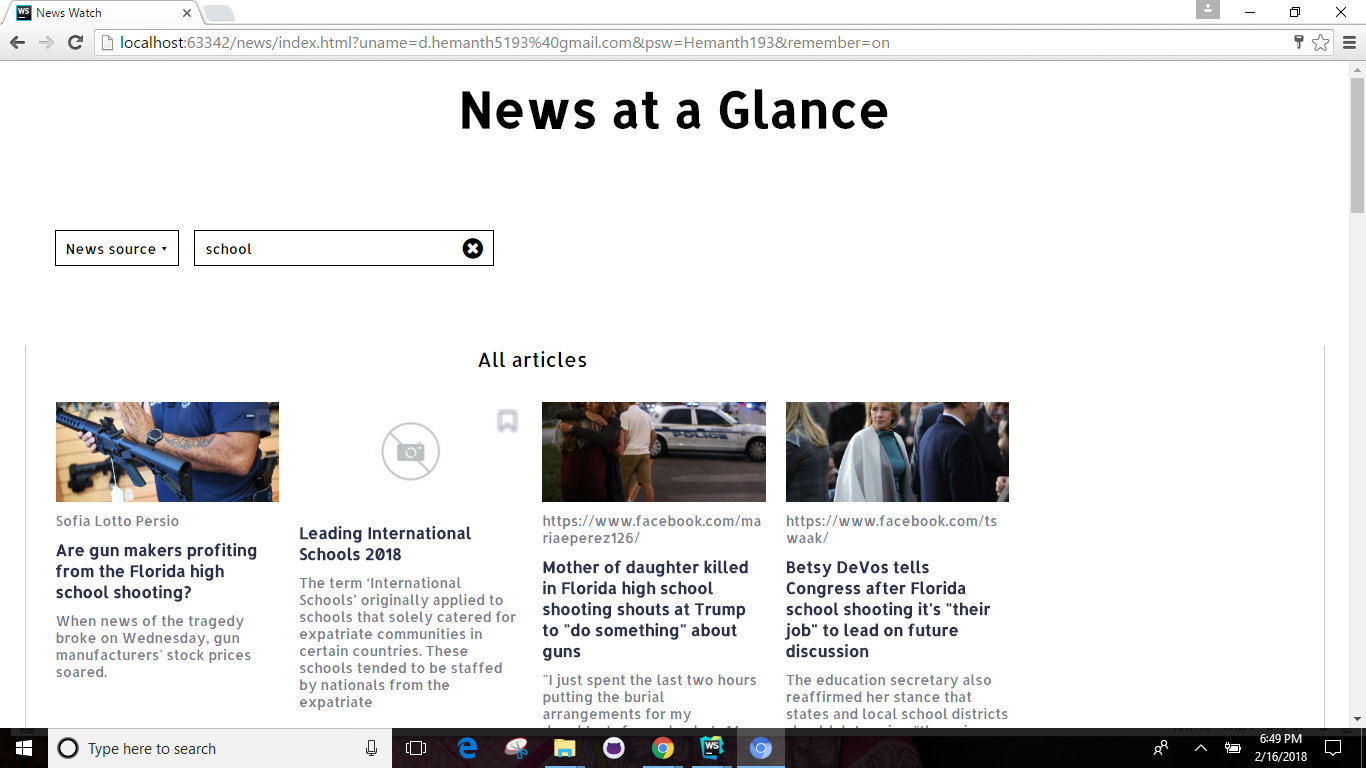 News Watch
localhost:63342/news/index.html?uname=d.hemanth5193%40gmail.com&psw=Hemanth193&remember=on
News at a Glance
News source
school
All articles
Sofia Lotto Persio
Are gun makers profiting
from the Florida high
school shooting?
When news of the tragedy
broke on Wednesday, gun
manufacturers' stock prices
soared.
Leading International
Schools 2018
The term ‘International
Schools’ originally applied to
schools that solely catered for
expatriate communities in
certain countries. These
schools tended to be staffed
by nationals from the
expatriate
https://www.facebook.com/ma
riaeperez126/
Mother of daughter killed
in Florida high school
shooting shouts at Trump
to "do something" about
guns
"I just spent the last two hours
putting the burial
arrangements for my
https://www.facebook.com/ts
waak/
Betsy DeVos tells
Congress after Florida
school shooting it's "their
job" to lead on future
discussion
The education secretary also
reaffirmed her stance that
states and local school districts
Type here to search
WS
6:49 PM
2/16/2018